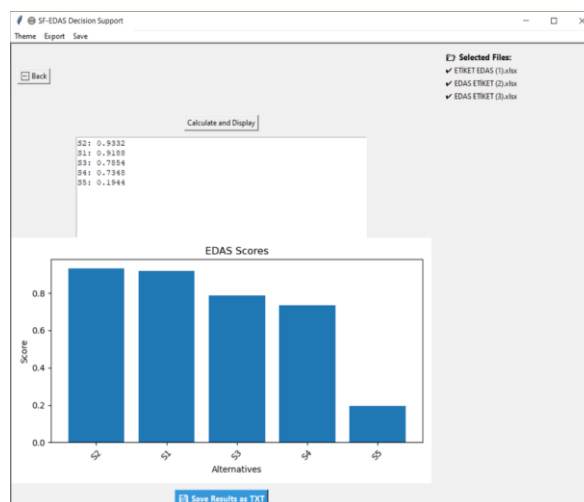 SF-EDAS Decision Support
Theme Export Save
Selected Files:
✔ ETİKET EDAS (1).xlsx
✔ EDAS ETİKET (2).xlsx
✔ EDAS ETİKET (3).xlsx
Back
Calculate and Display
S2: 0.9332
S1: 0.9188
S3: 0.7854
S4: 0.7348
S5: 0.1944
EDAS Scores
0.8
0.6
0.4
0.2
0.0
Score
S2 S1 S3 S4 S5
Alternatives
Save Results as TXT